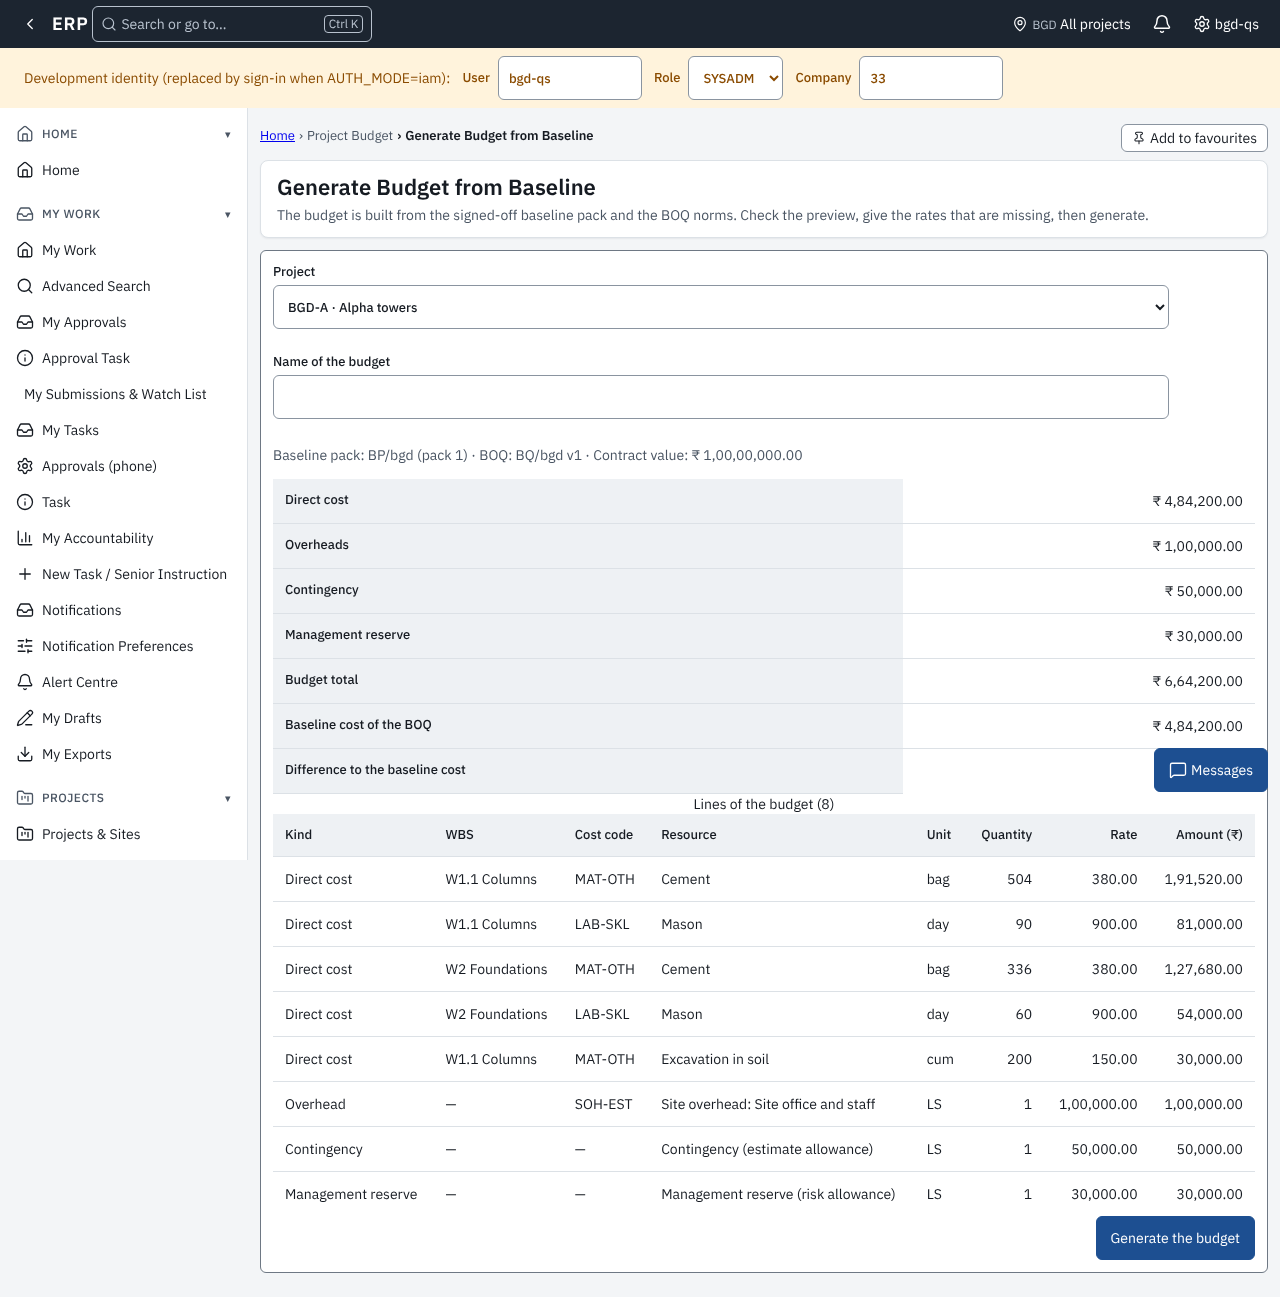 ERP Search or go to... Ctrl K BGD All projects bgd-qs
Development identity (replaced by sign-in when AUTH_MODE=iam): User bgd-qs Role SYSADM Company 33
HOME
Home
MY WORK
My Work
Advanced Search
My Approvals
Approval Task
My Submissions & Watch List
My Tasks
Approvals (phone)
Task
My Accountability
New Task / Senior Instruction
Notifications
Notification Preferences
Alert Centre
My Drafts
My Exports
PROJECTS
Projects & Sites
Home › Project Budget › Generate Budget from Baseline
Add to favourites
Generate Budget from Baseline
The budget is built from the signed-off baseline pack and the BOQ norms. Check the preview, give the rates that are missing, then generate.
Project
BGD-A · Alpha towers
Name of the budget
Baseline pack: BP/bgd (pack 1) · BOQ: BQ/bgd v1 · Contract value: ₹ 1,00,00,000.00
Direct cost ₹ 4,84,200.00
Overheads ₹ 1,00,000.00
Contingency ₹ 50,000.00
Management reserve ₹ 30,000.00
Budget total ₹ 6,64,200.00
Baseline cost of the BOQ ₹ 4,84,200.00
Difference to the baseline cost
Messages
Lines of the budget (8)
Kind WBS Cost code Resource Unit Quantity Rate Amount (₹)
Direct cost W1.1 Columns MAT-OTH Cement bag 504 380.00 1,91,520.00
Direct cost W1.1 Columns LAB-SKL Mason day 90 900.00 81,000.00
Direct cost W2 Foundations MAT-OTH Cement bag 336 380.00 1,27,680.00
Direct cost W2 Foundations LAB-SKL Mason day 60 900.00 54,000.00
Direct cost W1.1 Columns MAT-OTH Excavation in soil cum 200 150.00 30,000.00
Overhead — SOH-EST Site overhead: Site office and staff LS 1 1,00,000.00 1,00,000.00
Contingency — — Contingency (estimate allowance) LS 1 50,000.00 50,000.00
Management reserve — — Management reserve (risk allowance) LS 1 30,000.00 30,000.00
Generate the budget